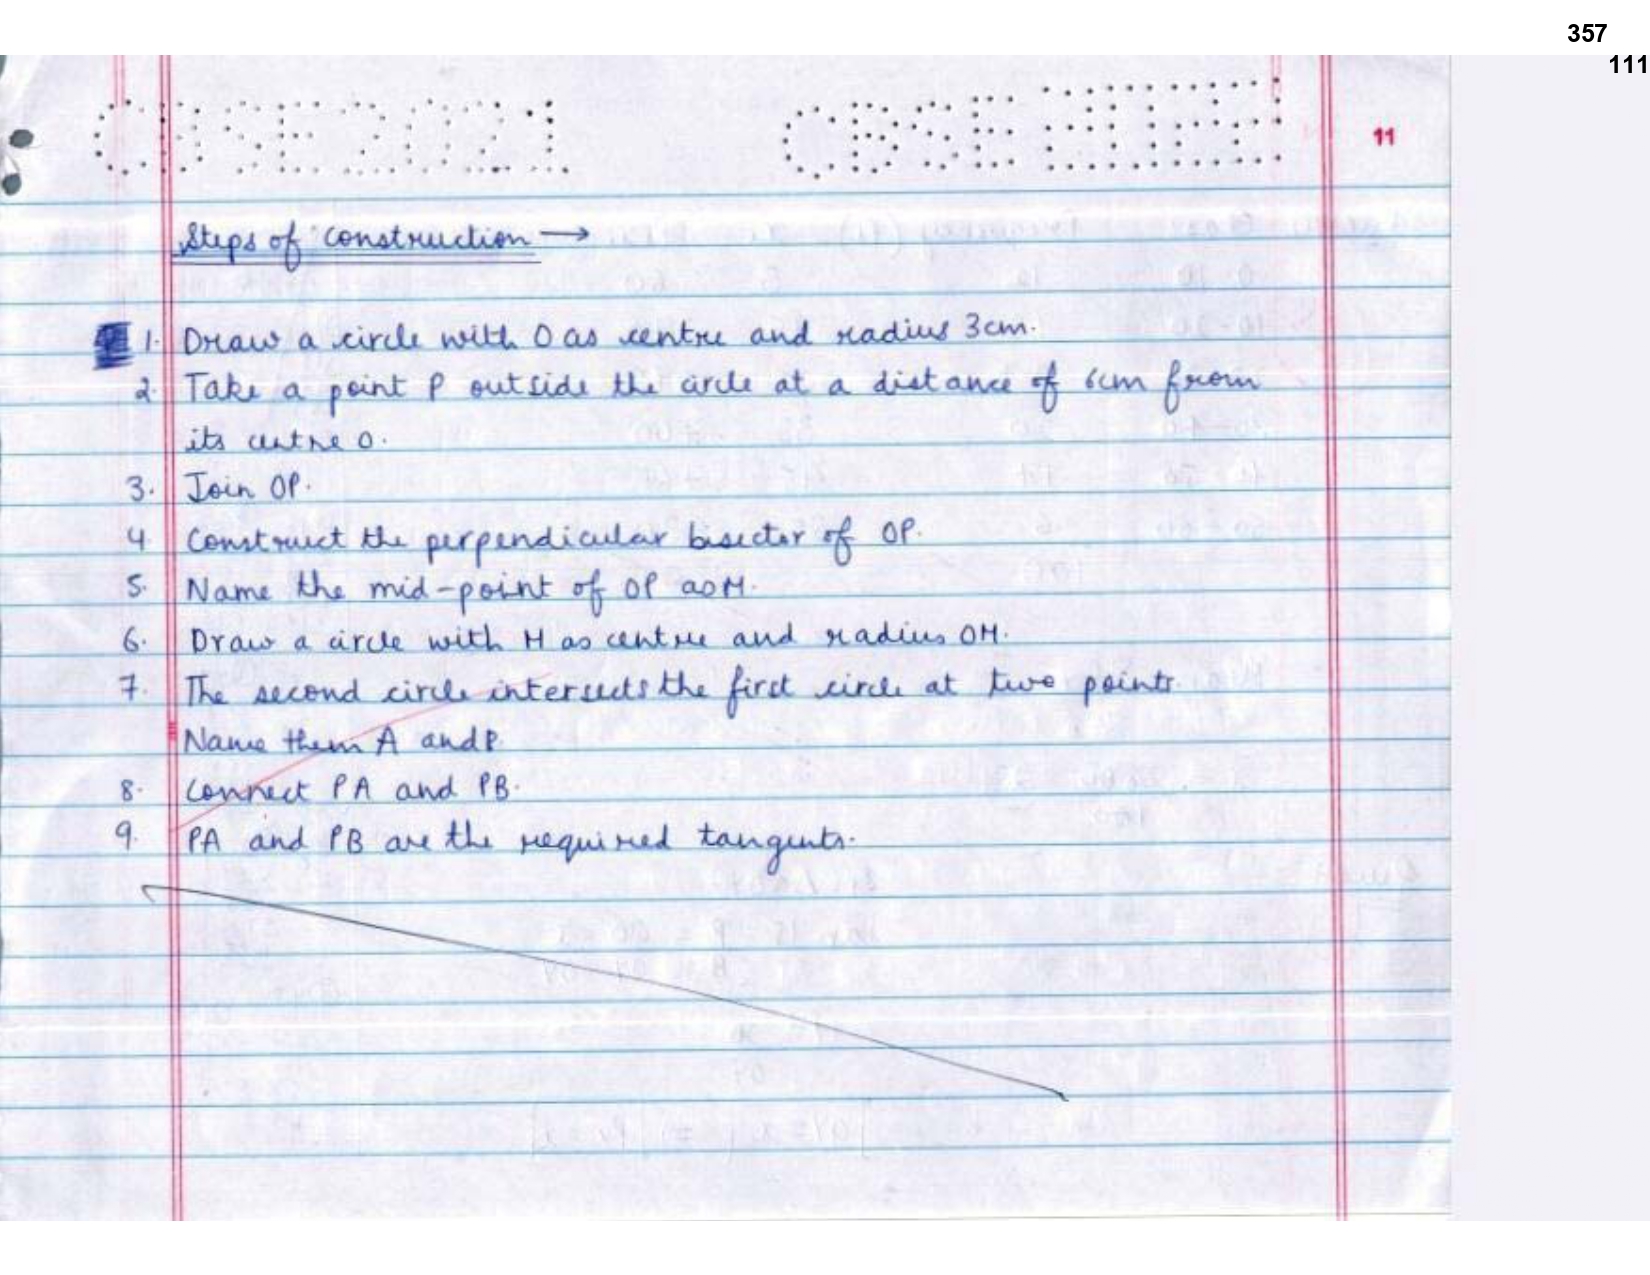 357
111
CBSE 2021 CBSE
11
Steps of construction →
1. Draw a circle with O as centre and radius 3cm.
2. Take a point P outside the circle at a distance of 6cm from
its centre O.
3. Join OP.
4. Construct the perpendicular bisector of OP.
5. Name the mid-point of OP as M.
6. Draw a circle with M as centre and radius OM.
7. The second circle intersects the first circle at two points.
Name them A and P.
8. Connect PA and PB.
9. PA and PB are the required tangents.